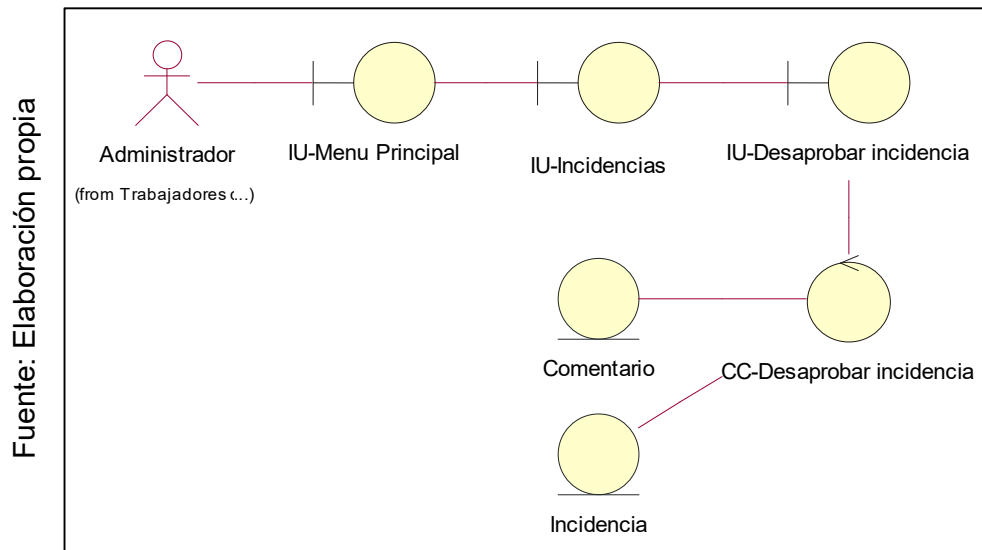 Fuente: Elaboración propia
Administrador
(from Trabajadores c...)
IU-Menu Principal
IU-Incidencias
IU-Desaprobar incidencia
Comentario
CC-Desaprobar incidencia
Incidencia